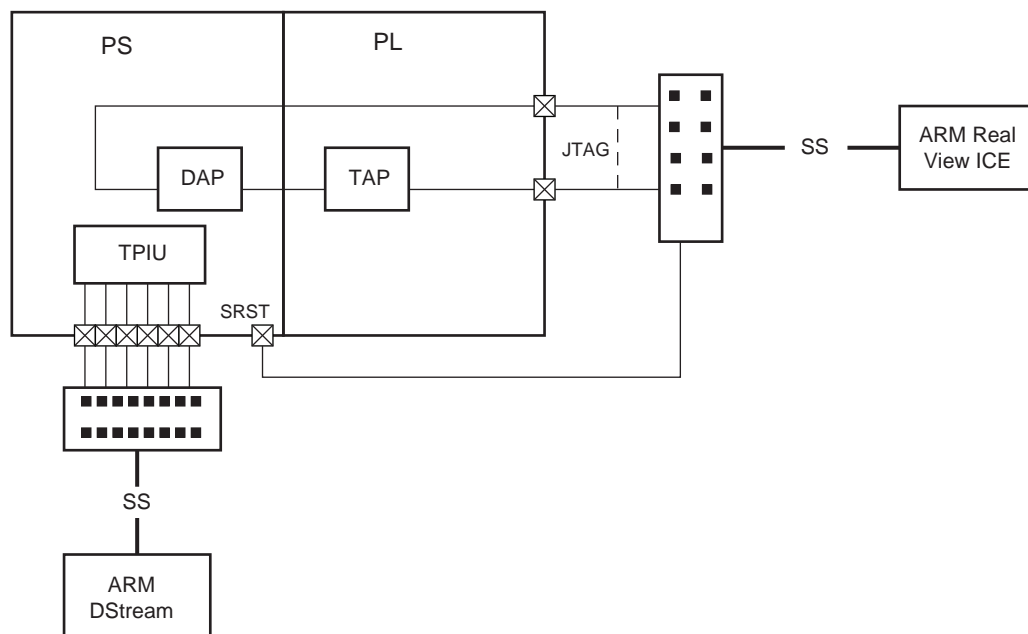 PS
PL
JTAG
SS
ARM Real
View ICE
DAP
TAP
TPIU
SRST
SS
ARM
DStream